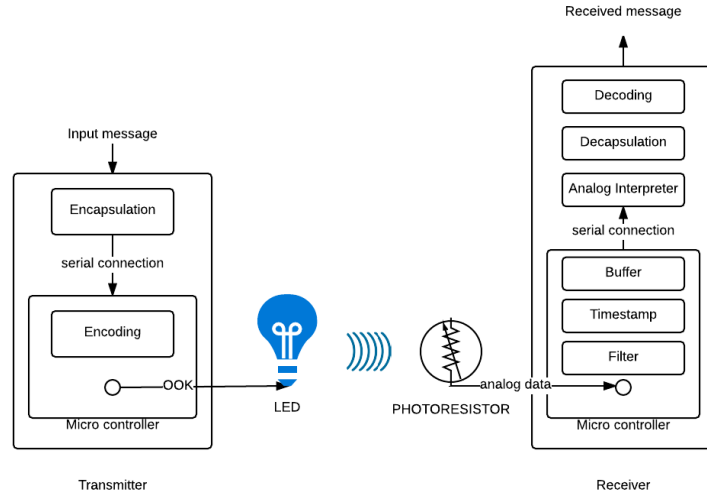 Received message
Decoding
Decapsulation
Analog Interpreter
serial connection
Buffer
Timestamp
Filter
Micro controller
Receiver
Input message
Encapsulation
serial connection
Encoding
OOK
Micro controller
Transmitter
LED
PHOTORESISTOR
analog data